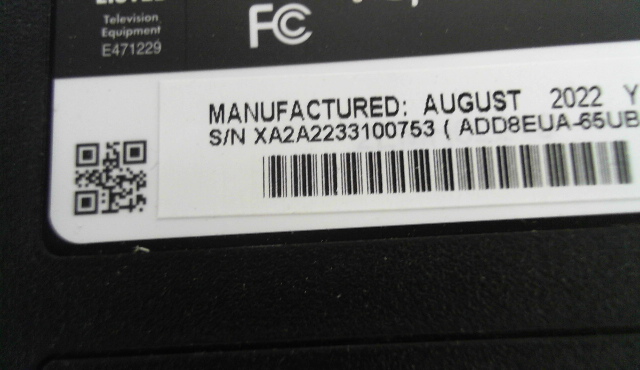 Television
Equipment
E471229
FC
MANUFACTURED: AUGUST 2022 Y
S/N XA2A2233100753 ( ADD8EUA-65UB